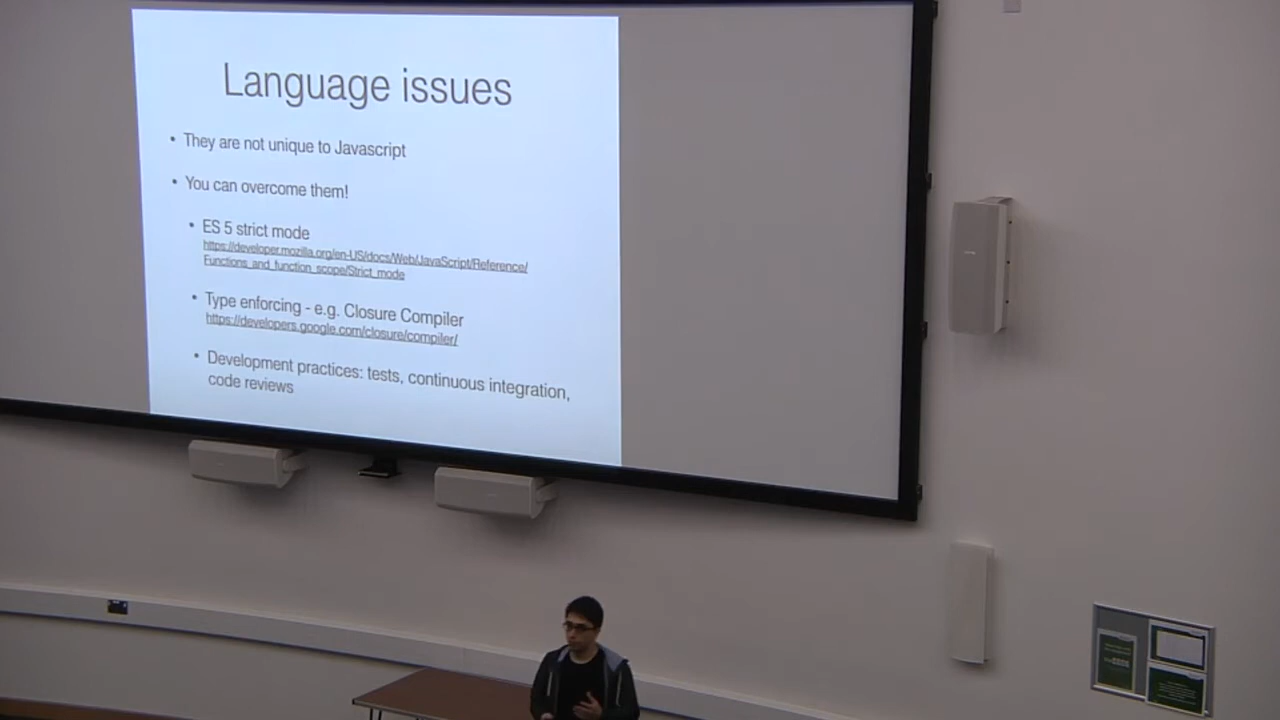 Language issues
• They are not unique to Javascript
• You can overcome them!
• ES 5 strict mode
https://developer.mozilla.org/en-US/docs/Web/JavaScript/Reference/
Functions_and_function_scope/Strict_mode
• Type enforcing - e.g. Closure Compiler
https://developers.google.com/closure/compiler/
• Development practices: tests, continuous integration,
code reviews